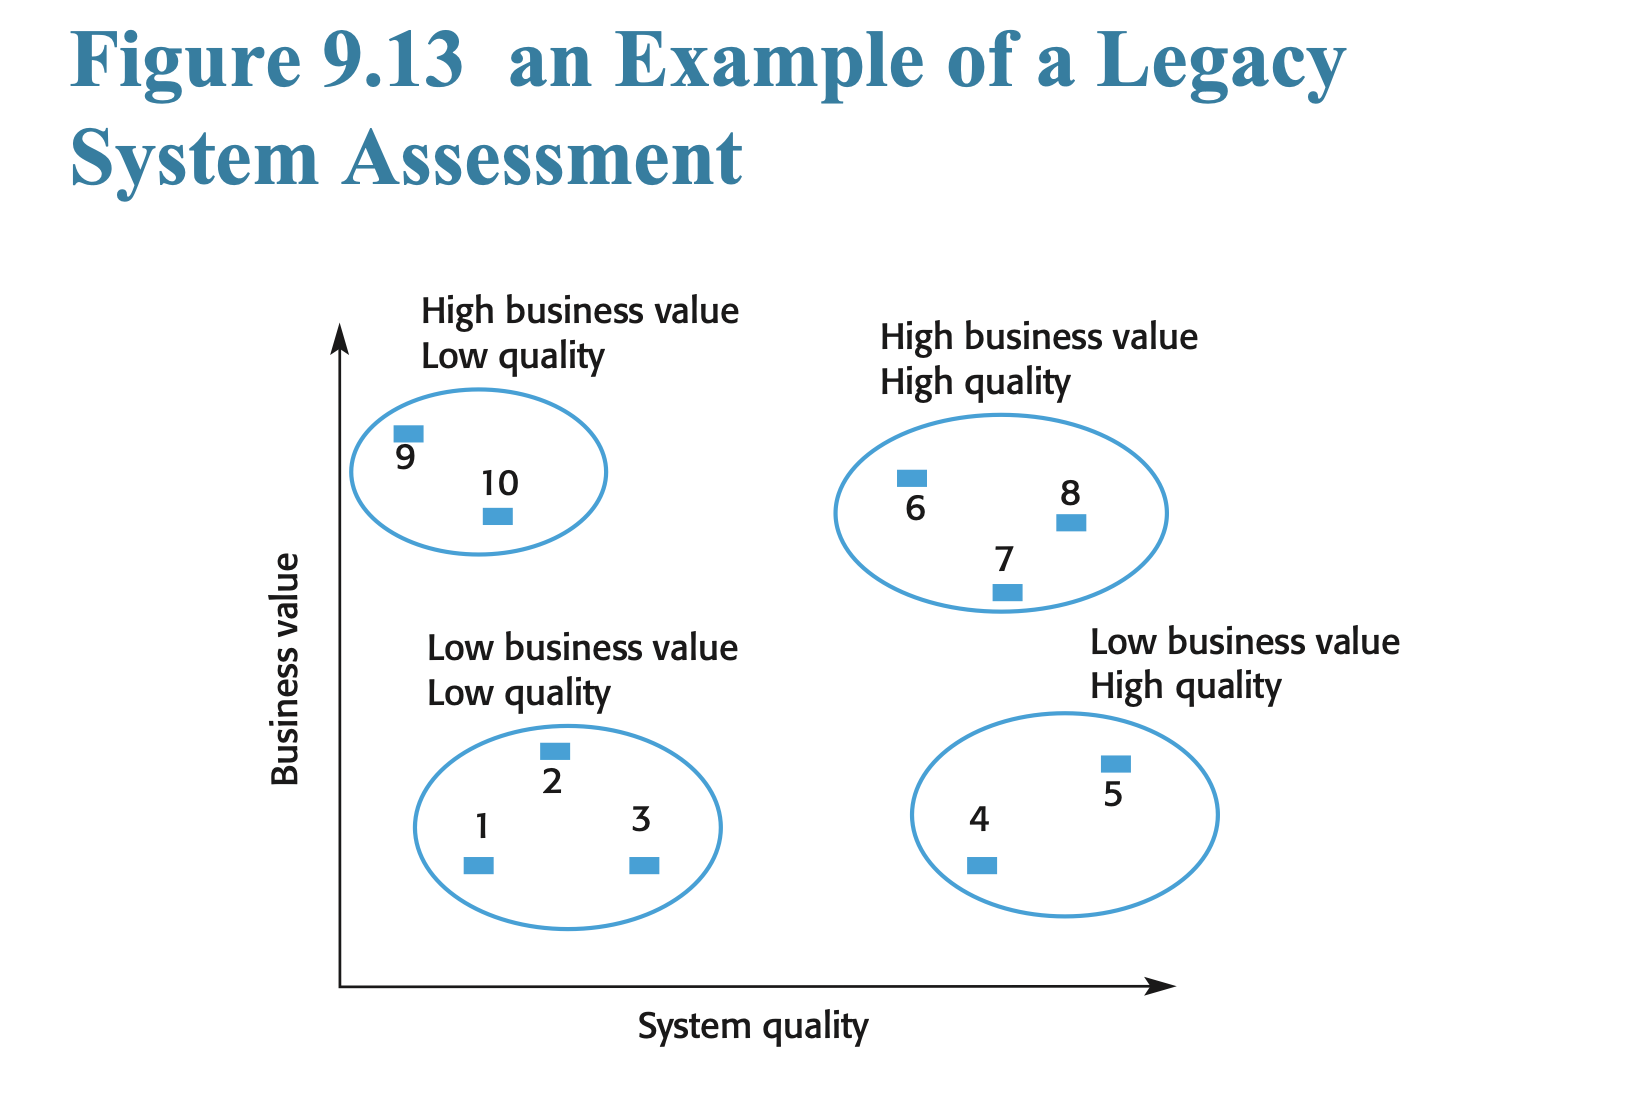 Figure 9.13 an Example of a Legacy
System Assessment
High business value
Low quality
9
10
High business value
High quality
6
8
7
Business value
Low business value
Low quality
2
1
3
Low business value
High quality
5
4
System quality